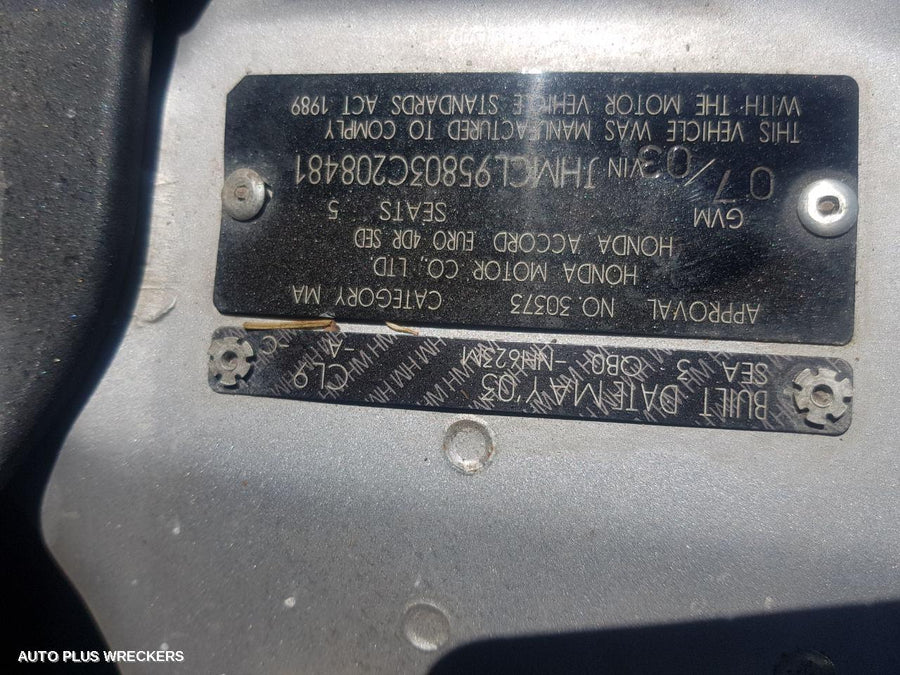 BUILT DATE MAY'03 CL9
SEA 3 QB0 -NH623M -A
APPROVAL NO. 30373 CATEGORY MA
HONDA MOTOR CO., LTD.
HONDA ACCORD EURO 4DR SED
GVM SEATS 5
07/03 VIN JHMCL95803C208481
THIS VEHICLE WAS MANUFACTURED TO COMPLY
WITH THE MOTOR VEHICLE STANDARDS ACT 1989
AUTO PLUS WRECKERS